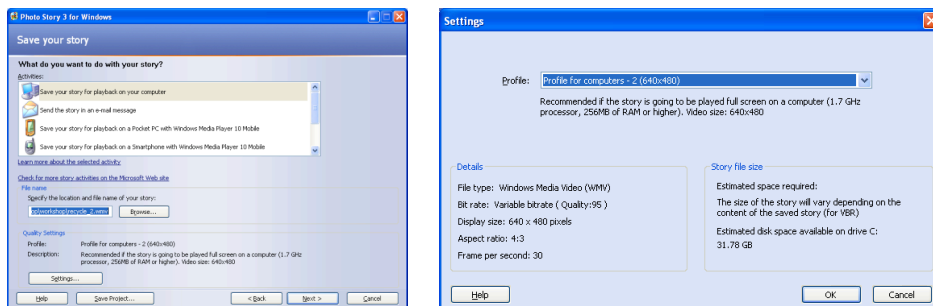 Photo Story 3 for Windows
Save your story
What do you want to do with your story?
Activities:
Save your story for playback on your computer
Send the story in an e-mail message
Save your story for playback on a Pocket PC with Windows Media Player 10 Mobile
Save your story for playback on a Smartphone with Windows Media Player 10 Mobile
Learn more about the selected activity
Check for more story activities on the Microsoft Web site
File name
Specify the location and file name of your story:
op\workshop\recycle_2.wmv Browse...
Quality Settings
Profile: Profile for computers - 2 (640x480)
Description: Recommended if the story is going to be played full screen on a computer (1.7 GHz
processor, 256MB of RAM or higher). Video size: 640x480
Settings...
Help Save Project... < Back Next > Cancel
Settings
Profile: Profile for computers - 2 (640x480)
Recommended if the story is going to be played full screen on a computer (1.7 GHz
processor, 256MB of RAM or higher). Video size: 640x480
Details
File type: Windows Media Video (WMV)
Bit rate: Variable bitrate ( Quality:95 )
Display size: 640 x 480 pixels
Aspect ratio: 4:3
Frame per second: 30
Story file size
Estimated space required:
The size of the story will vary depending on the
content of the saved story (for VBR)
Estimated disk space available on drive C:
31.78 GB
Help OK Cancel